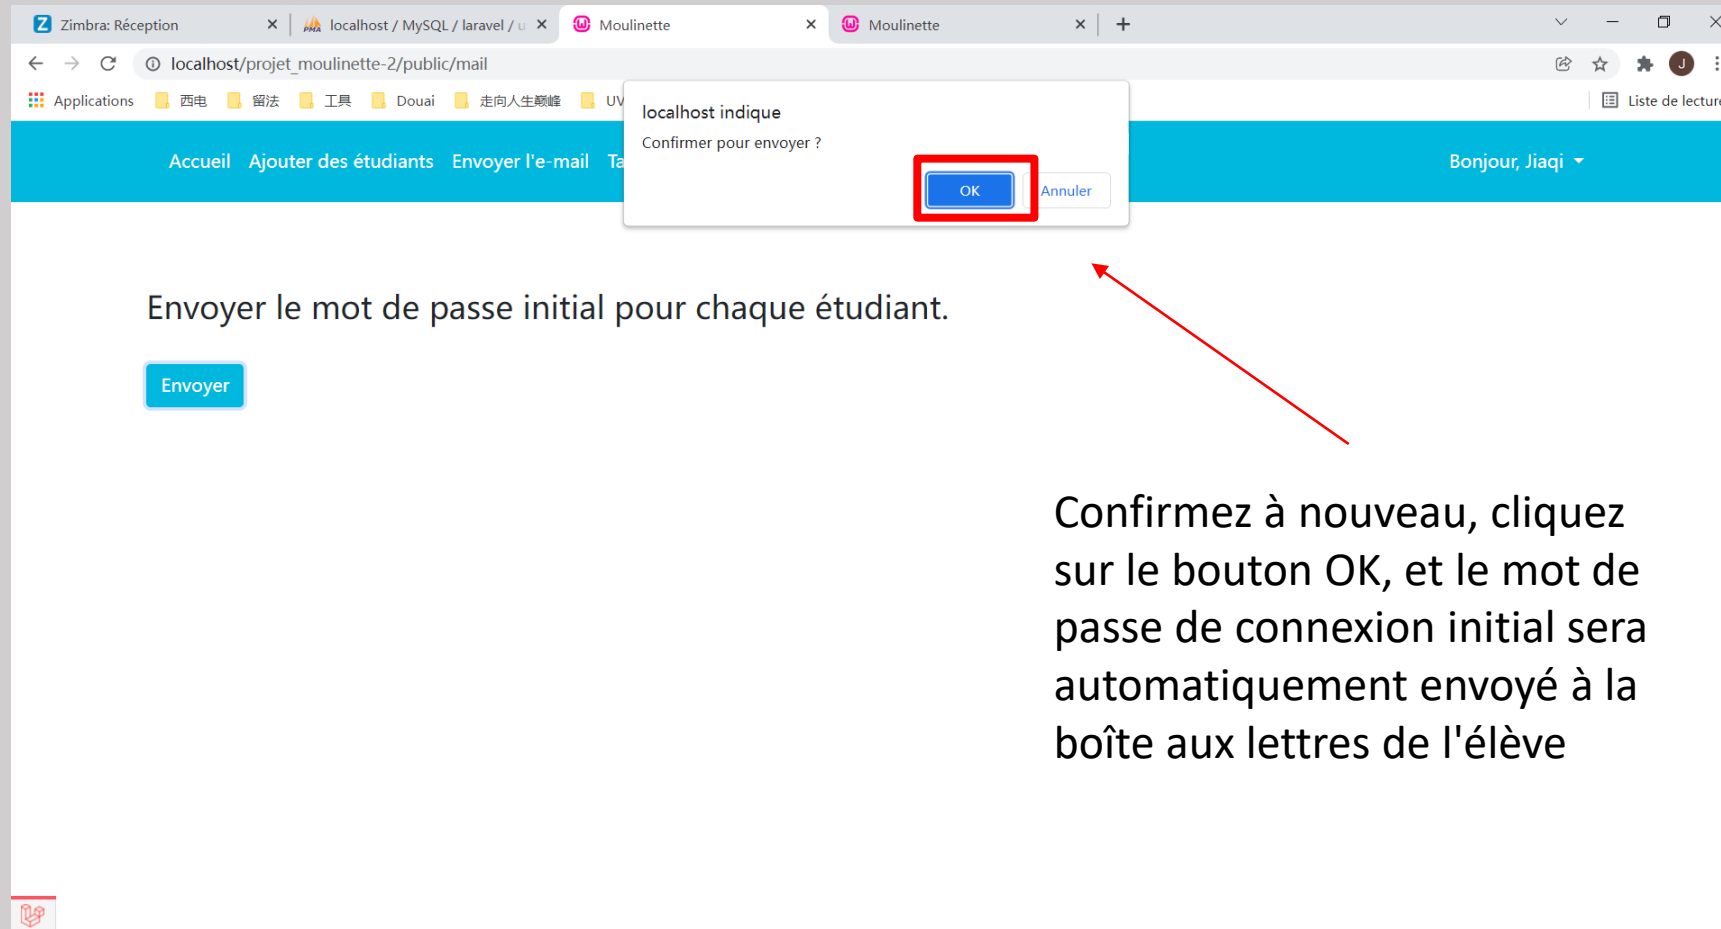 Zimbra: Réception
localhost / MySQL / laravel / u
Moulinette
Moulinette
localhost/projet_moulinette-2/public/mail
J
Applications
西电
留法
工具
Douai
走向人生巅峰
UV
Liste de lecture
localhost indique
Confirmer pour envoyer ?
OK
Annuler
Accueil
Ajouter des étudiants
Envoyer l'e-mail
Ta
Bonjour, Jiaqi
Envoyer le mot de passe initial pour chaque étudiant.
Envoyer
Confirmez à nouveau, cliquez
sur le bouton OK, et le mot de
passe de connexion initial sera
automatiquement envoyé à la
boîte aux lettres de l'élève